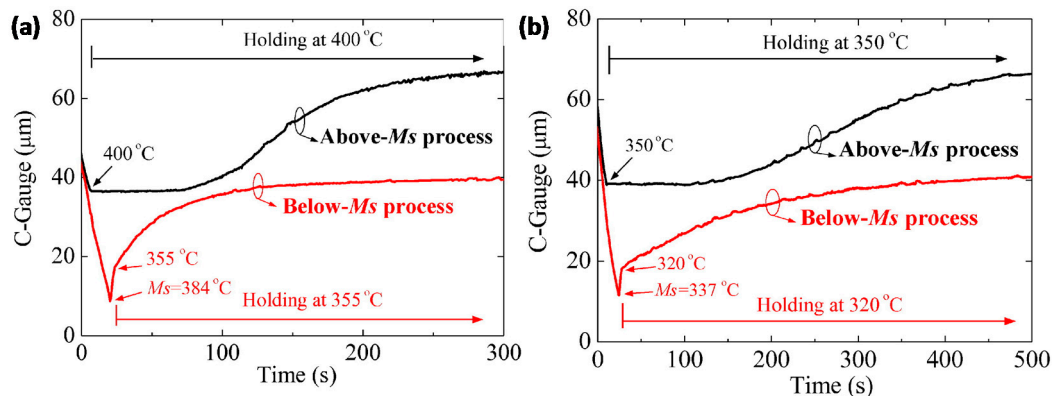 (a)
80
60
40
20
0
C-Gauge (μm)
Holding at 400 °C
400 °C
Above-Ms process
Below-Ms process
355 °C
Ms=384 °C
Holding at 355 °C
0 100 200 300
Time (s)
(b)
80
60
40
20
0
C-Gauge (μm)
Holding at 350 °C
350 °C
Above-Ms process
Below-Ms process
320 °C
Ms=337 °C
Holding at 320 °C
0 100 200 300 400 500
Time (s)